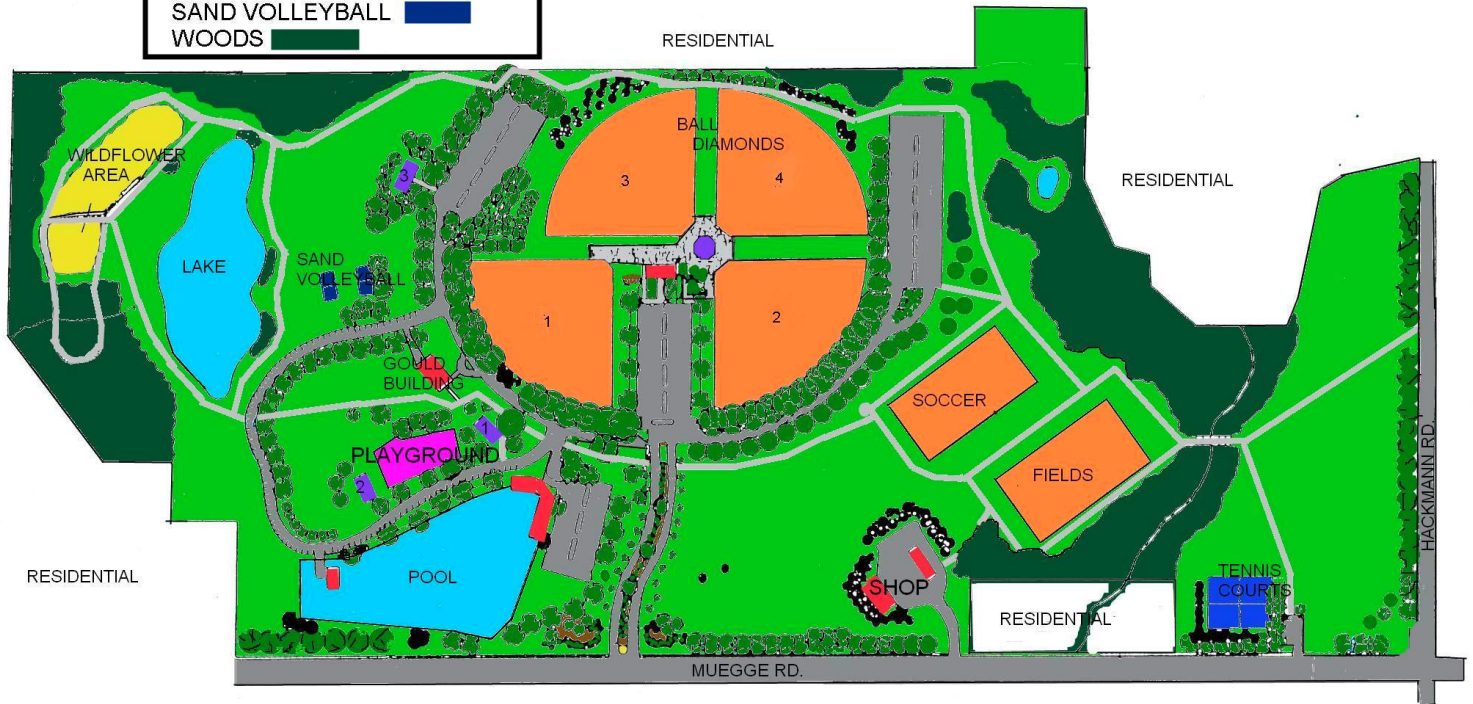 SAND VOLLEYBALL
WOODS
RESIDENTIAL
BALL
DIAMONDS
WILDFLOWER
AREA
3
3
4
RESIDENTIAL
LAKE
SAND
VOLLEYBALL
1
2
GOULD
BUILDING
SOCCER
1
PLAYGROUND
2
FIELDS
HACKMANN RD.
RESIDENTIAL
POOL
SHOP
TENNIS
COURTS
RESIDENTIAL
MUEGGE RD.